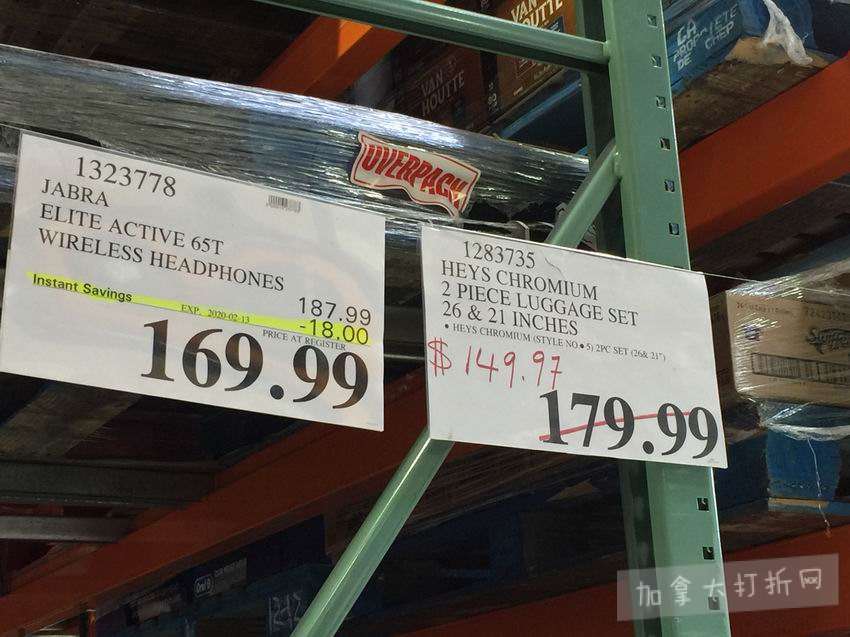 VAN
HOUTTE
VAN
HOUTTE
OVERPACK
1323778
JABRA
ELITE ACTIVE 65T
WIRELESS HEADPHONES
187.99
Instant Savings
EXP. 2020-02-13
-18.00
PRICE AT REGISTER
169.99
1283735
HEYS CHROMIUM
2 PIECE LUGGAGE SET
26 & 21 INCHES
• HEYS CHROMIUM (STYLE NO.● 5) 2PC SET (26& 21")
$149.97
179.99
加拿大打折网